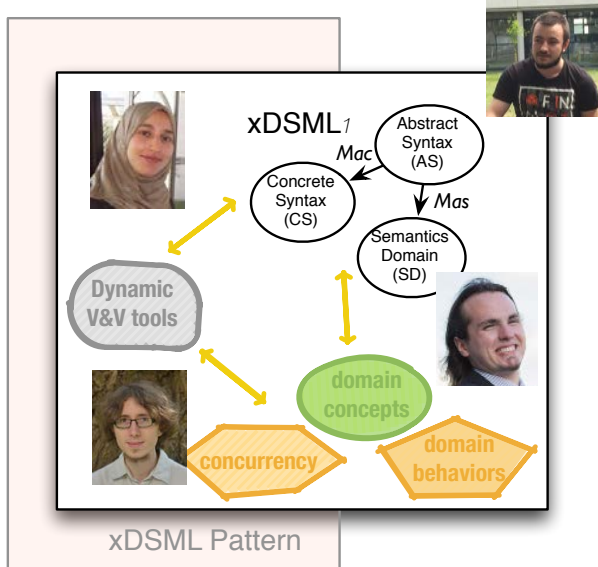 xDSML1
Abstract
Syntax
(AS)
Mac
Concrete
Syntax
(CS)
Mas
Semantics
Domain
(SD)
Dynamic
V&V tools
domain
concepts
concurrency
domain
behaviors
xDSML Pattern